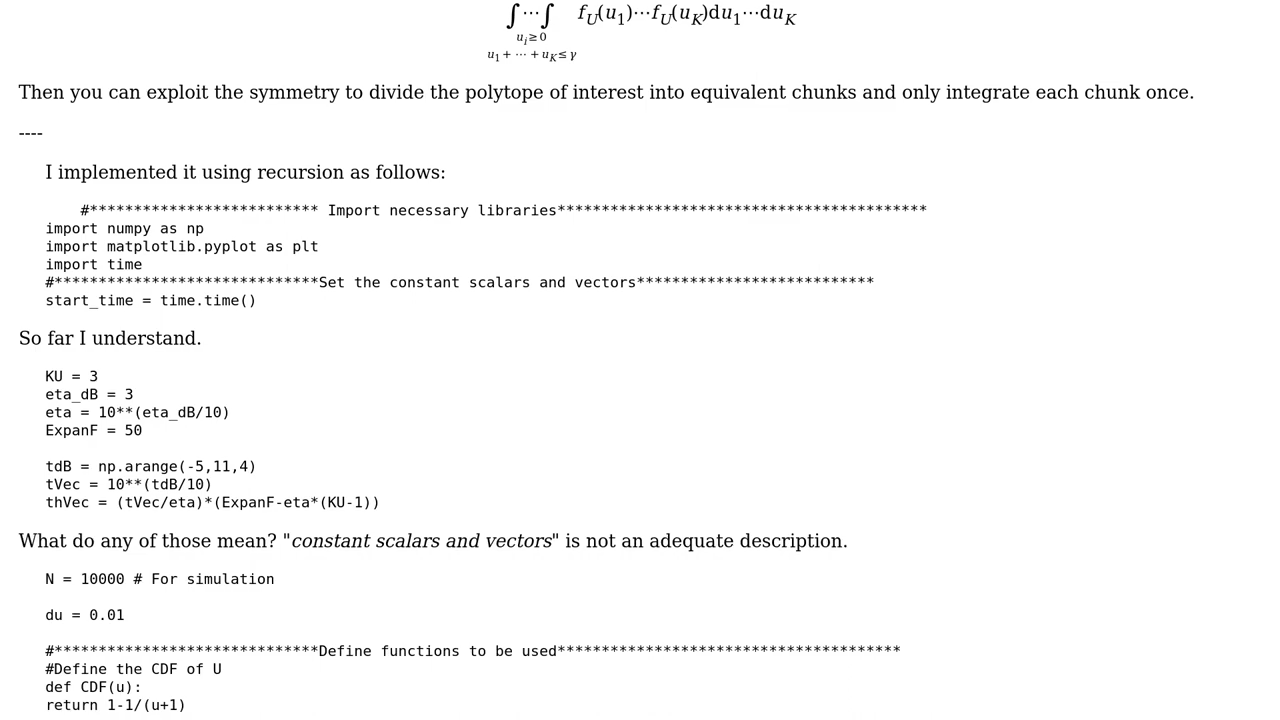 ∫⋯∫ f_U(u_1)⋯f_U(u_K)du_1⋯du_K
u_i≥0
u_1+⋯+u_K≤γ
Then you can exploit the symmetry to divide the polytope of interest into equivalent chunks and only integrate each chunk once.
----
I implemented it using recursion as follows:
#************************** Import necessary libraries******************************************
import numpy as np
import matplotlib.pyplot as plt
import time
#******************************Set the constant scalars and vectors***************************
start_time = time.time()
So far I understand.
KU = 3
eta_dB = 3
eta = 10**(eta_dB/10)
ExpanF = 50
tdB = np.arange(-5,11,4)
tVec = 10**(tdB/10)
thVec = (tVec/eta)*(ExpanF-eta*(KU-1))
What do any of those mean? "constant scalars and vectors" is not an adequate description.
N = 10000 # For simulation
du = 0.01
#******************************Define functions to be used***************************************
#Define the CDF of U
def CDF(u):
return 1-1/(u+1)